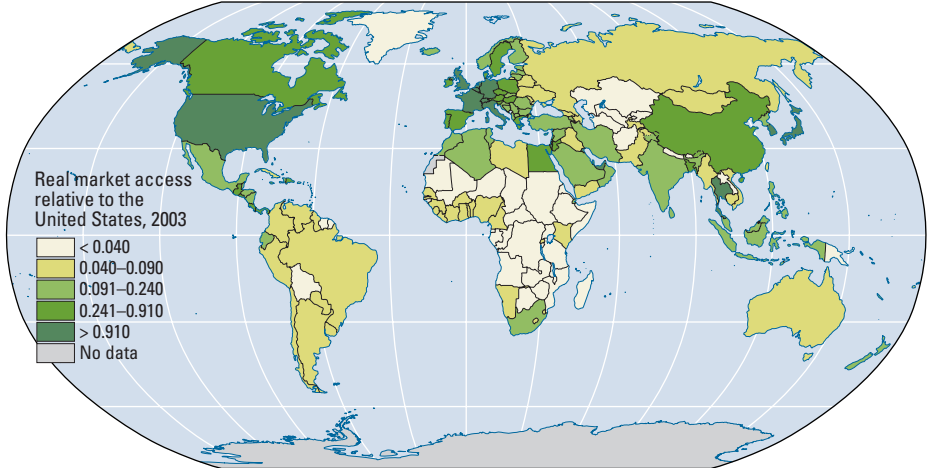 Real market access
relative to the
United States, 2003
< 0.040
0.040–0.090
0:091–0.240
0.241–0.910
> 0.910
No data